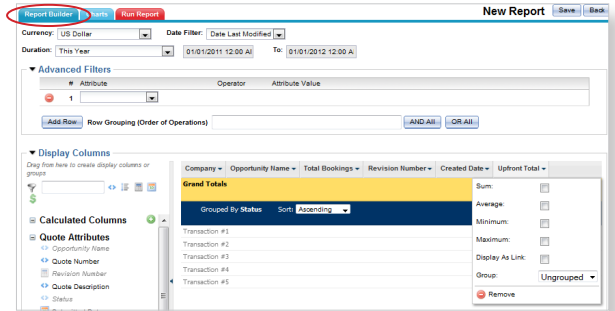 Report Builder Charts Run Report New Report Save Back
Currency: US Dollar Date Filter: Date Last Modified
Duration: This Year 01/01/2011 12:00 AI To: 01/01/2012 12:00 A
Advanced Filters
# Attribute Operator Attribute Value
1
Add Row Row Grouping (Order of Operations) AND All OR All
Display Columns
Drag from here to create display columns or
groups
Company Opportunity Name Total Bookings Revision Number Created Date Upfront Total
Grand Totals
Sum:
Average:
Minimum:
Maximum:
Display As Link:
Group: Ungrouped
Remove
Grouped By Status Sort: Ascending
Transaction #1
Transaction #2
Transaction #3
Transaction #4
Transaction #5
Calculated Columns
Quote Attributes
Opportunity Name
Quote Number
Revision Number
Quote Description
Status